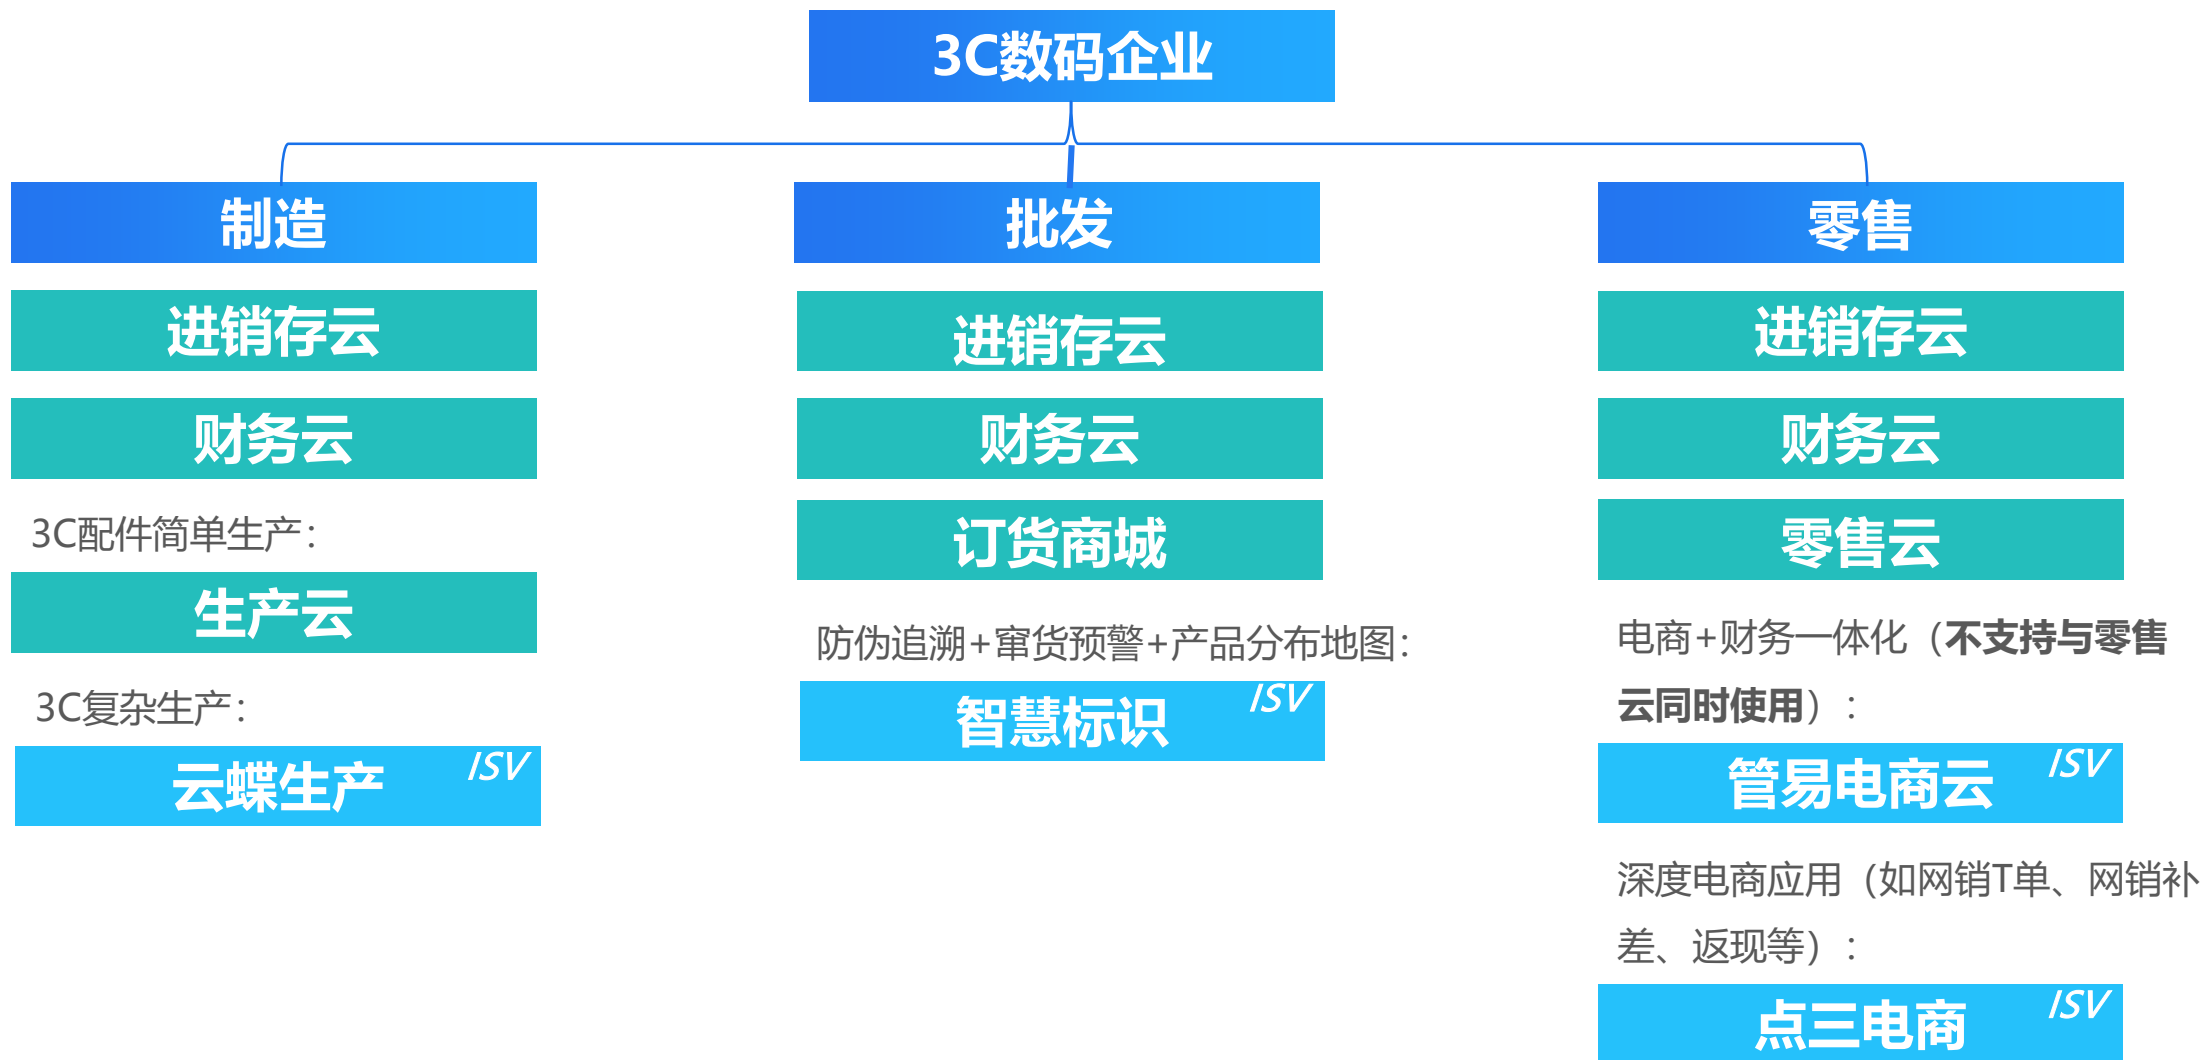 3C数码企业
制造
进销存云
财务云
3C配件简单生产：
生产云
3C复杂生产：
云蝶生产
ISV
批发
进销存云
财务云
订货商城
防伪追溯+窜货预警+产品分布地图：
智慧标识
ISV
零售
进销存云
财务云
零售云
电商+财务一体化（不支持与零售
云同时使用）：
管易电商云
ISV
深度电商应用（如网销T单、网销补
差、返现等）：
点三电商
ISV